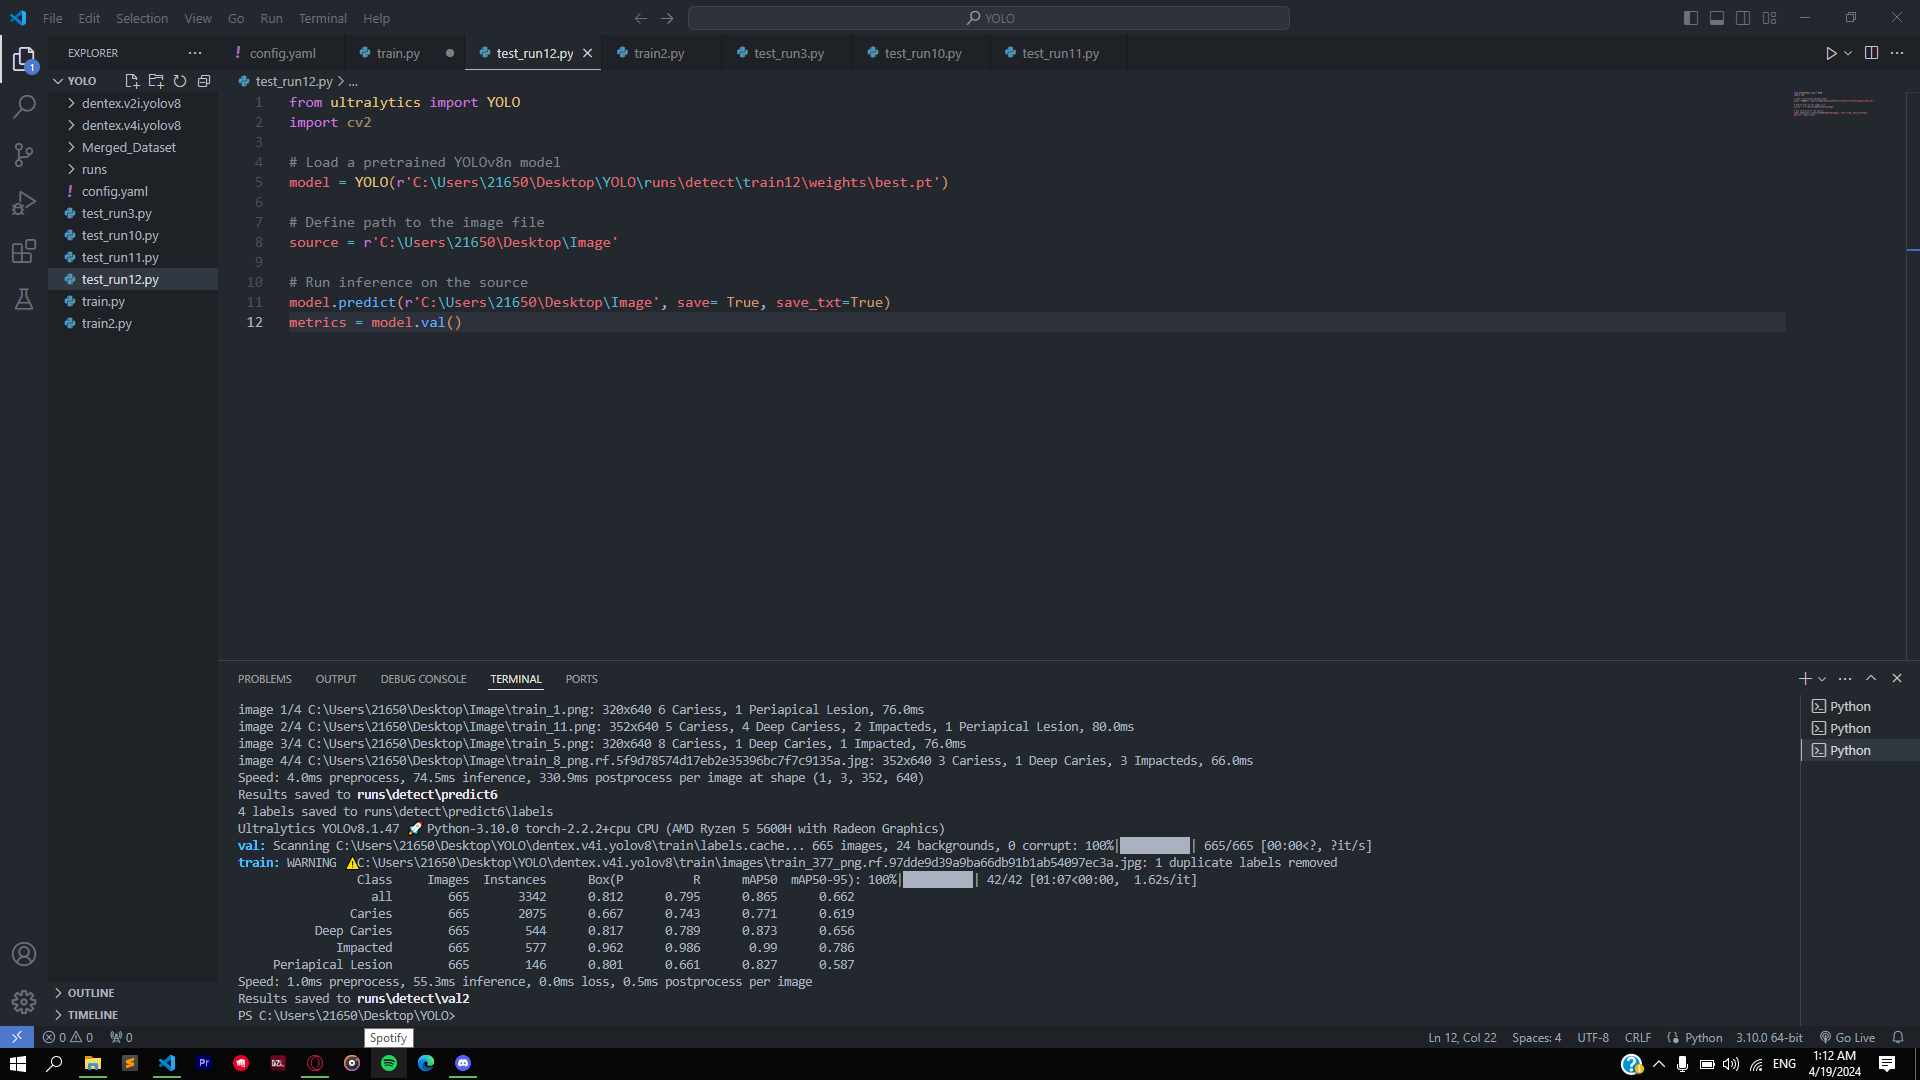 File Edit Selection View Go Run Terminal Help
YOLO
EXPLORER
config.yaml train.py test_run12.py train2.py test_run3.py test_run10.py test_run11.py
YOLO
test_run12.py > ...
dentex.v2i.yolov8
dentex.v4i.yolov8
Merged_Dataset
runs
config.yaml
test_run3.py
test_run10.py
test_run11.py
test_run12.py
train.py
train2.py
OUTLINE
TIMELINE
1 from ultralytics import YOLO
2 import cv2
3
4 # Load a pretrained YOLOv8n model
5 model = YOLO(r'C:\Users\21650\Desktop\YOLO\runs\detect\train12\weights\best.pt')
6
7 # Define path to the image file
8 source = r'C:\Users\21650\Desktop\Image'
9
10 # Run inference on the source
11 model.predict(r'C:\Users\21650\Desktop\Image', save= True, save_txt=True)
12 metrics = model.val()
PROBLEMS OUTPUT DEBUG CONSOLE TERMINAL PORTS
image 1/4 C:\Users\21650\Desktop\Image\train_1.png: 320x640 6 Cariess, 1 Periapical Lesion, 76.0ms
image 2/4 C:\Users\21650\Desktop\Image\train_11.png: 352x640 5 Cariess, 4 Deep Cariess, 2 Impacteds, 1 Periapical Lesion, 80.0ms
image 3/4 C:\Users\21650\Desktop\Image\train_5.png: 320x640 8 Cariess, 1 Deep Caries, 1 Impacted, 76.0ms
image 4/4 C:\Users\21650\Desktop\Image\train_8_png.rf.5f9d78574d17eb2e35396bc7f7c9135a.jpg: 352x640 3 Cariess, 1 Deep Caries, 3 Impacteds, 66.0ms
Speed: 4.0ms preprocess, 74.5ms inference, 330.9ms postprocess per image at shape (1, 3, 352, 640)
Results saved to runs\detect\predict6
4 labels saved to runs\detect\predict6\labels
Ultralytics YOLOv8.1.47 🚀 Python-3.10.0 torch-2.2.2+cpu CPU (AMD Ryzen 5 5600H with Radeon Graphics)
val: Scanning C:\Users\21650\Desktop\YOLO\dentex.v4i.yolov8\train\labels.cache... 665 images, 24 backgrounds, 0 corrupt: 100%|██████████| 665/665 [00:00<?, ?it/s]
train: WARNING ⚠️C:\Users\21650\Desktop\YOLO\dentex.v4i.yolov8\train\images\train_377_png.rf.97dde9d39a9ba66db91b1ab54097ec3a.jpg: 1 duplicate labels removed
Class Images Instances Box(P R mAP50 mAP50-95): 100%|██████████| 42/42 [01:07<00:00, 1.62s/it]
all 665 3342 0.812 0.795 0.865 0.662
Caries 665 2075 0.667 0.743 0.771 0.619
Deep Caries 665 544 0.817 0.789 0.873 0.656
Impacted 665 577 0.962 0.986 0.99 0.786
Periapical Lesion 665 146 0.801 0.661 0.827 0.587
Speed: 1.0ms preprocess, 55.3ms inference, 0.0ms loss, 0.5ms postprocess per image
Results saved to runs\detect\val2
PS C:\Users\21650\Desktop\YOLO>
Python
Python
Python
0 0 0
Spotify
Ln 12, Col 22 Spaces: 4 UTF-8 CRLF Python 3.10.0 64-bit Go Live
ENG
1:12 AM
4/19/2024